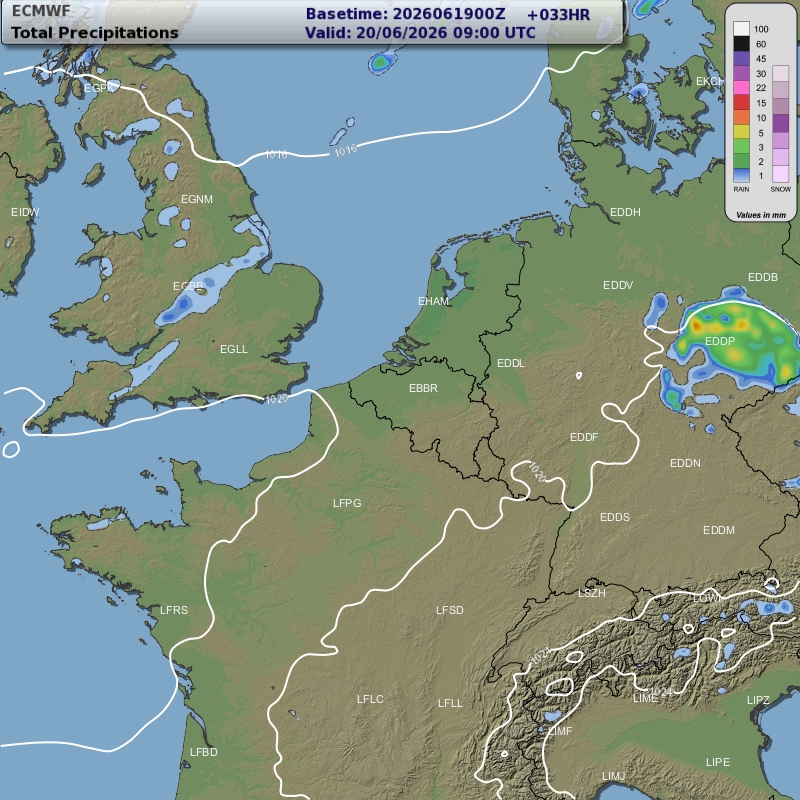 ECMWF
Basetime: 2026061900Z +033HR
Total Precipitations
Valid: 20/06/2026 09:00 UTC
100
60
45
30
22
15
10
5
3
2
1
RAIN
SNOW
Values in mm
EKCH
1016
1016
EGNM
EIDW
EDDH
EDDB
EDDV
EGBB
EHAM
EDDP
EGLL
EDDL
EBBR
1020
EDDF
EDDN
1020
LFPG
EDDS
EDDM
LSZH
LOWI
LFRS
LFSD
1024
1024
LFLC
LFLL
LIML
LIPZ
LIMF
LFBD
LIPE
LIMJ